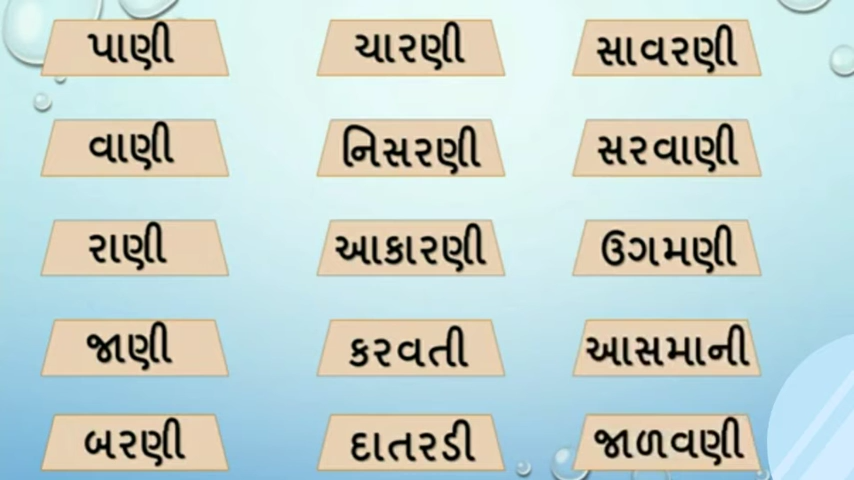 પાણી ચારણી સાવરણી
વાણી નિસરણી સરવાણી
રાણી આકારણી ઉગમણી
જાણી કરવતી આસમાની
બરણી દાતરડી જાળવણી